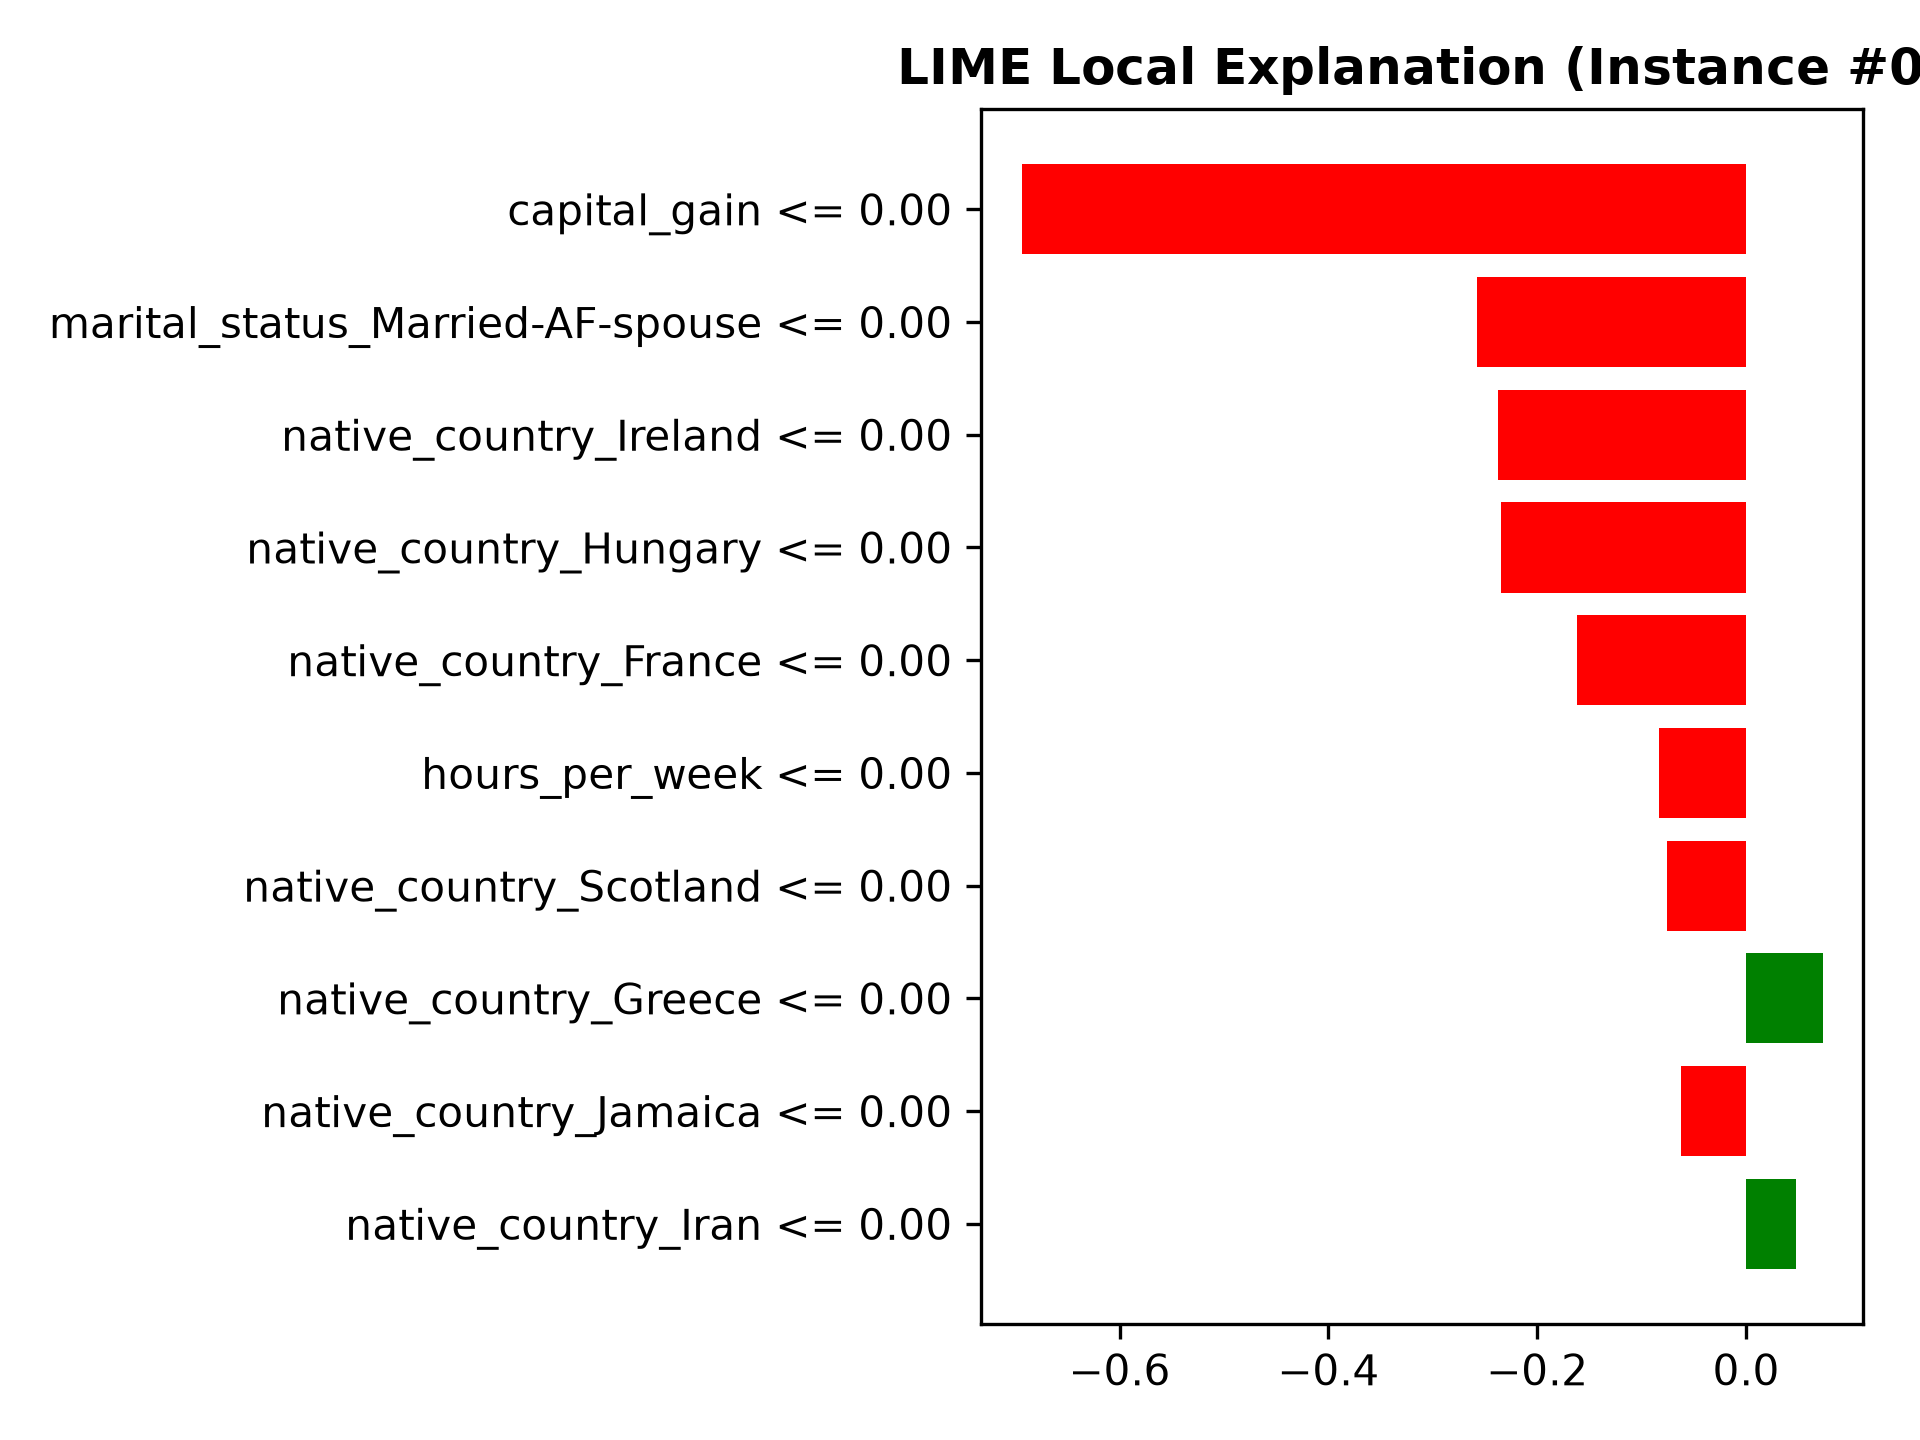 LIME Local Explanation (Instance #0
capital_gain <= 0.00
marital_status_Married-AF-spouse <= 0.00
native_country_Ireland <= 0.00
native_country_Hungary <= 0.00
native_country_France <= 0.00
hours_per_week <= 0.00
native_country_Scotland <= 0.00
native_country_Greece <= 0.00
native_country_Jamaica <= 0.00
native_country_Iran <= 0.00
−0.6 −0.4 −0.2 0.0